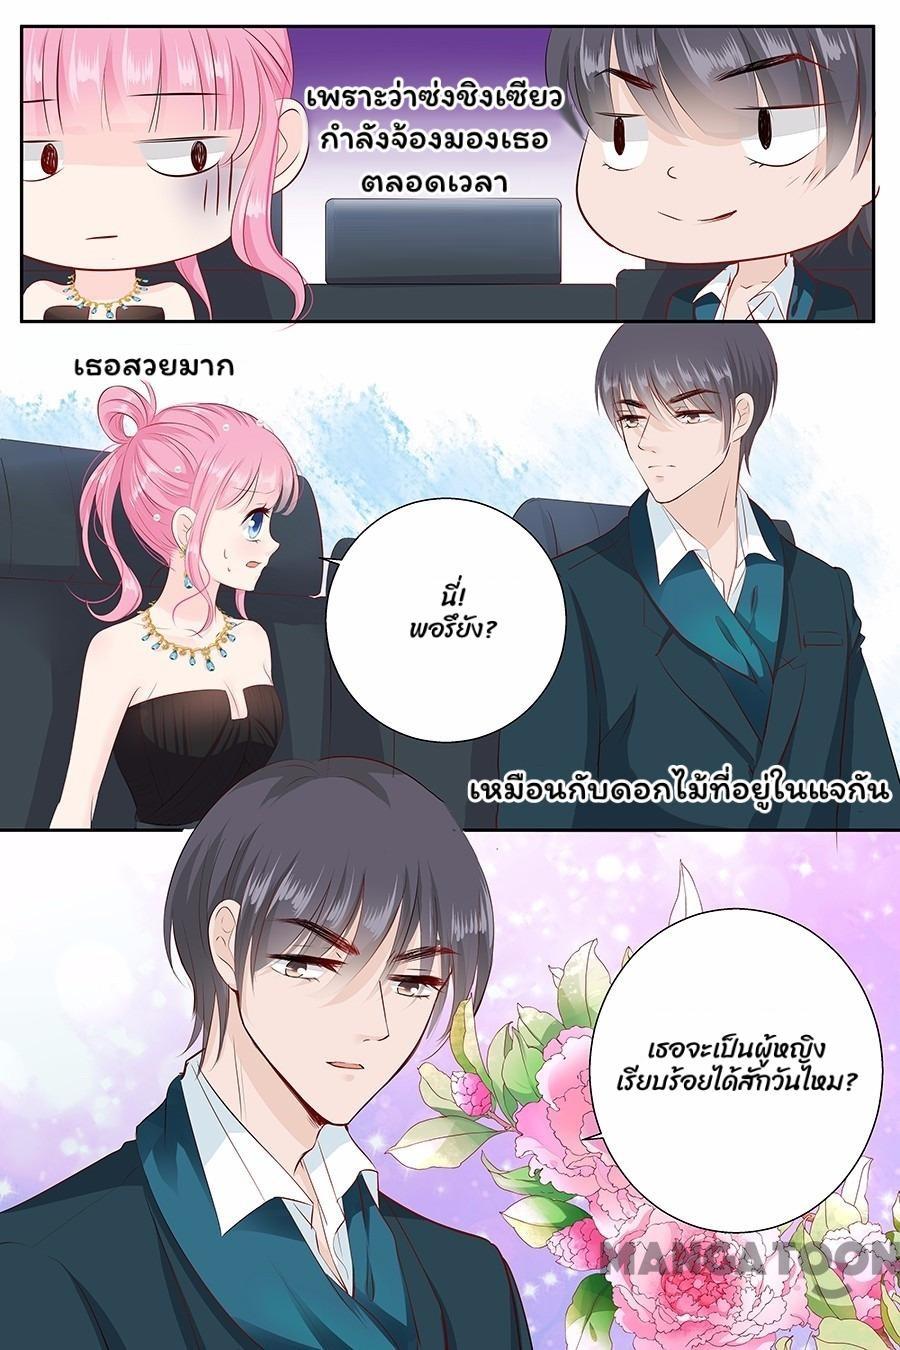 เพราะว่าซ่งชิงเซียว
กำลังจ้องมองเธอ
ตลอดเวลา
เธอสวยมาก
นี่!
พอรึยัง?
เหมือนกับดอกไม้ที่อยู่ในแจกัน
เธอจะเป็นผู้หญิง
เรียบร้อยได้สักวันไหม?
MANGATOON